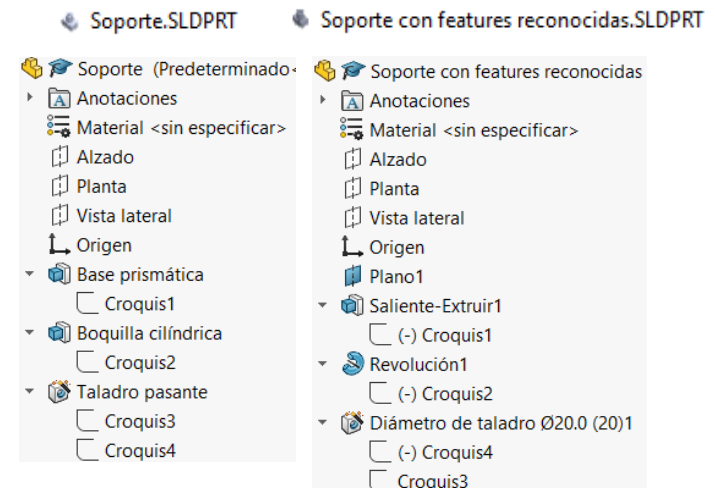 Soporte.SLDPRT
Soporte con features reconocidas.SLDPRT
Soporte (Predeterminado<
Anotaciones
Material <sin especificar>
Alzado
Planta
Vista lateral
Origen
Base prismática
Croquis1
Boquilla cilíndrica
Croquis2
Taladro pasante
Croquis3
Croquis4
Soporte con features reconocidas
Anotaciones
Material <sin especificar>
Alzado
Planta
Vista lateral
Origen
Plano1
Saliente-Extruir1
(-) Croquis1
Revolución1
(-) Croquis2
Diámetro de taladro Ø20.0 (20)1
(-) Croquis4
Croquis3